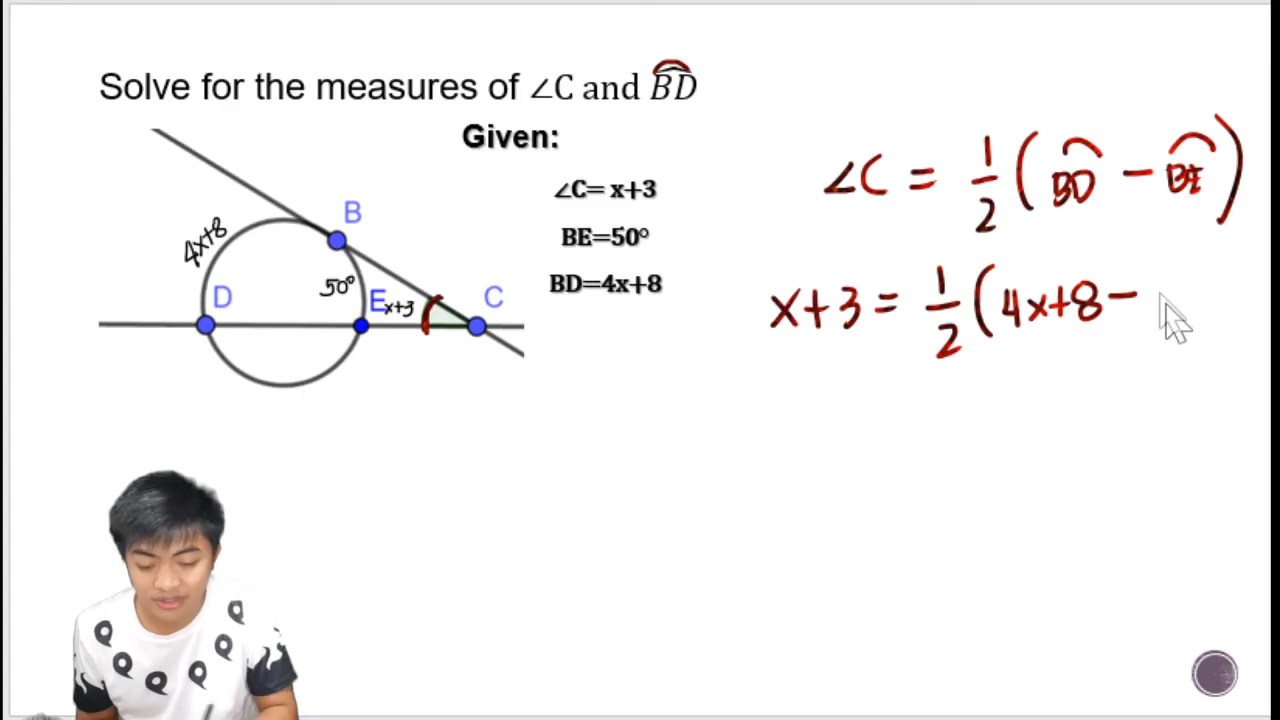 Solve for the measures of ∠C and BD
Given:
∠C= x+3
BE=50°
BD=4x+8
4x+8
B
D
50°
E
x+3
C
∠C = 1/2 (BD − BE)
x+3 = 1/2 (4x+8 −